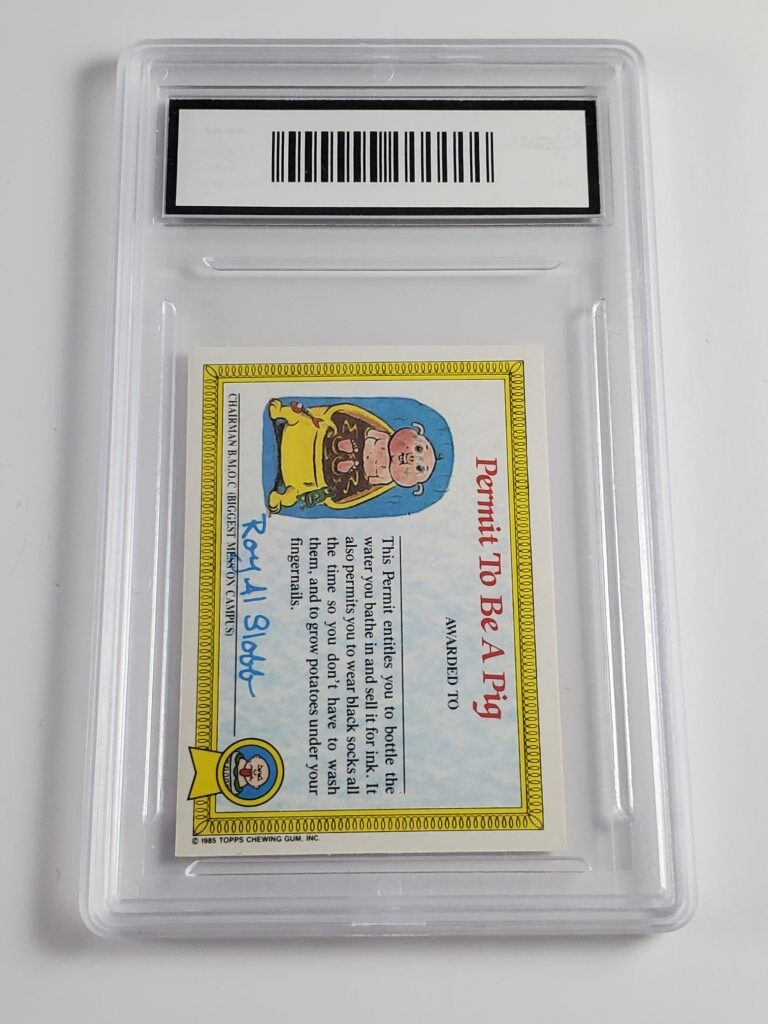 Permit To Be A Pig
AWARDED TO
This Permit entitles you to bottle the
water you bathe in and sell it for ink. It
also permits you to wear black socks all
the time so you don't have to wash
them, and to grow potatoes under your
fingernails.
Roy Al Slobb
CHAIRMAN B.M.O.C (BIGGEST MESS ON CAMPUS)
© 1985 TOPPS CHEWING GUM, INC.